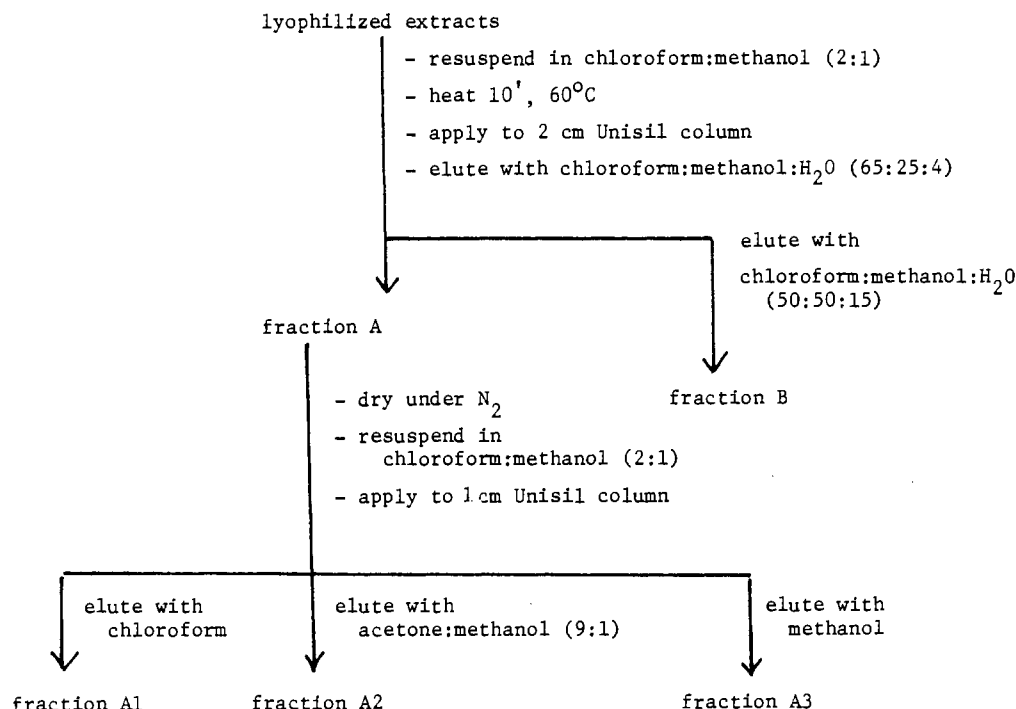 lyophilized extracts
- resuspend in chloroform:methanol (2:1)
- heat 10', 60°C
- apply to 2 cm Unisil column
- elute with chloroform:methanol:H2O (65:25:4)
elute with
chloroform:methanol:H2O
(50:50:15)
fraction A
fraction B
- dry under N2
- resuspend in
chloroform:methanol (2:1)
- apply to 1 cm Unisil column
elute with
chloroform
elute with
acetone:methanol (9:1)
elute with
methanol
fraction A1
fraction A2
fraction A3